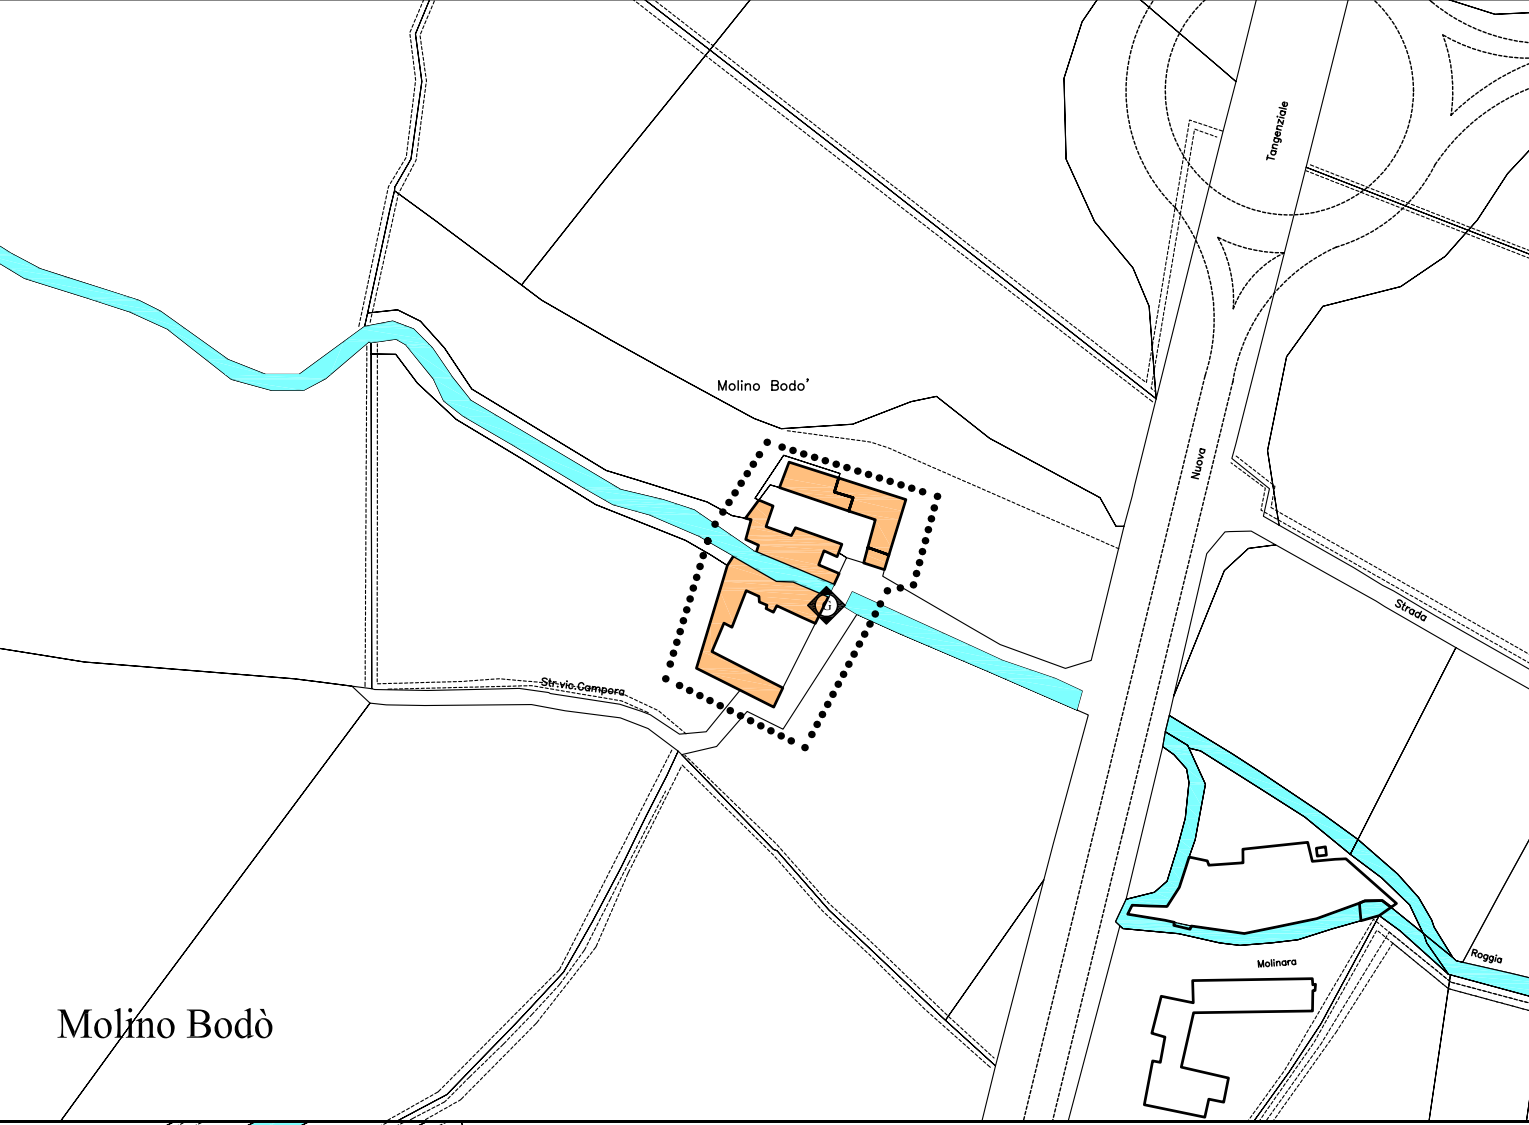 Tangenziale
Molino Bodo'
Nuova
Strada
G
Str.vic.Campora
Roggia
Molinara
Molino Bodò